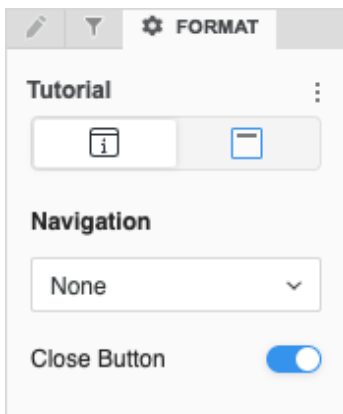 FORMAT
Tutorial
i
Navigation
None
Close Button